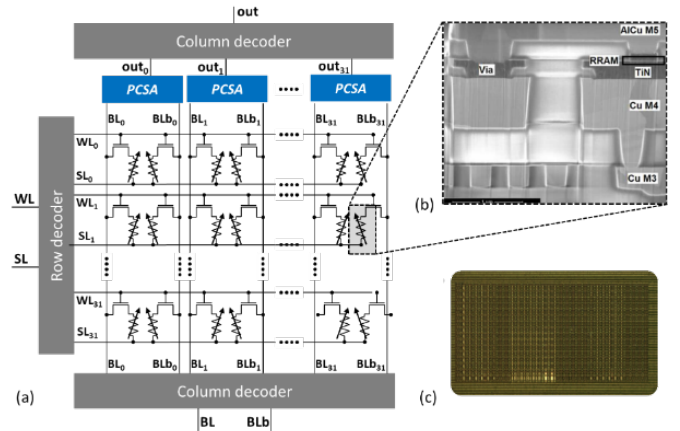 out
Column decoder
out0 out1 out31
PCSA PCSA PCSA
BL0 BLb0 BL1 BLb1 BL31 BLb31
WL0
SL0
WL1
SL1
WL31
SL31
WL
SL
Row decoder
BL0 BLb0 BL1 BLb1 BL31 BLb31
Column decoder
BL BLb
(a)
AlCu M5
RRAM
Via
TiN
Cu M4
Cu M3
(b)
(c)